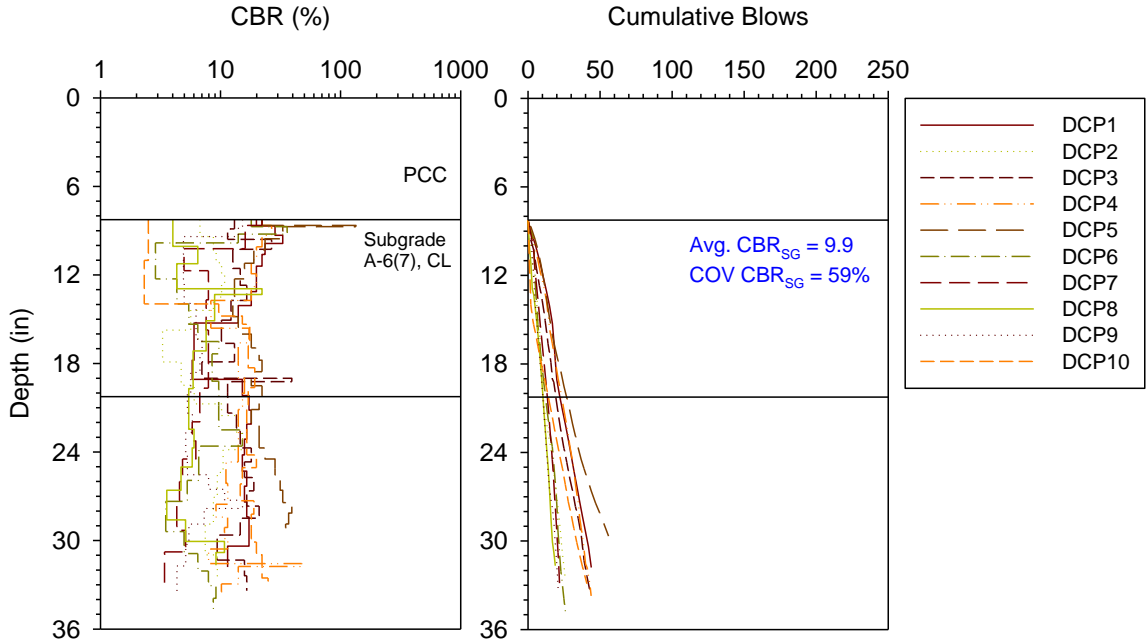 CBR (%)
Cumulative Blows
1 10 100 1000
0 50 100 150 200 250
Depth (in)
0
6
12
18
24
30
36
PCC
Subgrade
A-6(7), CL
0
6
12
18
24
30
36
Avg. CBRSG = 9.9
COV CBRSG = 59%
DCP1
DCP2
DCP3
DCP4
DCP5
DCP6
DCP7
DCP8
DCP9
DCP10